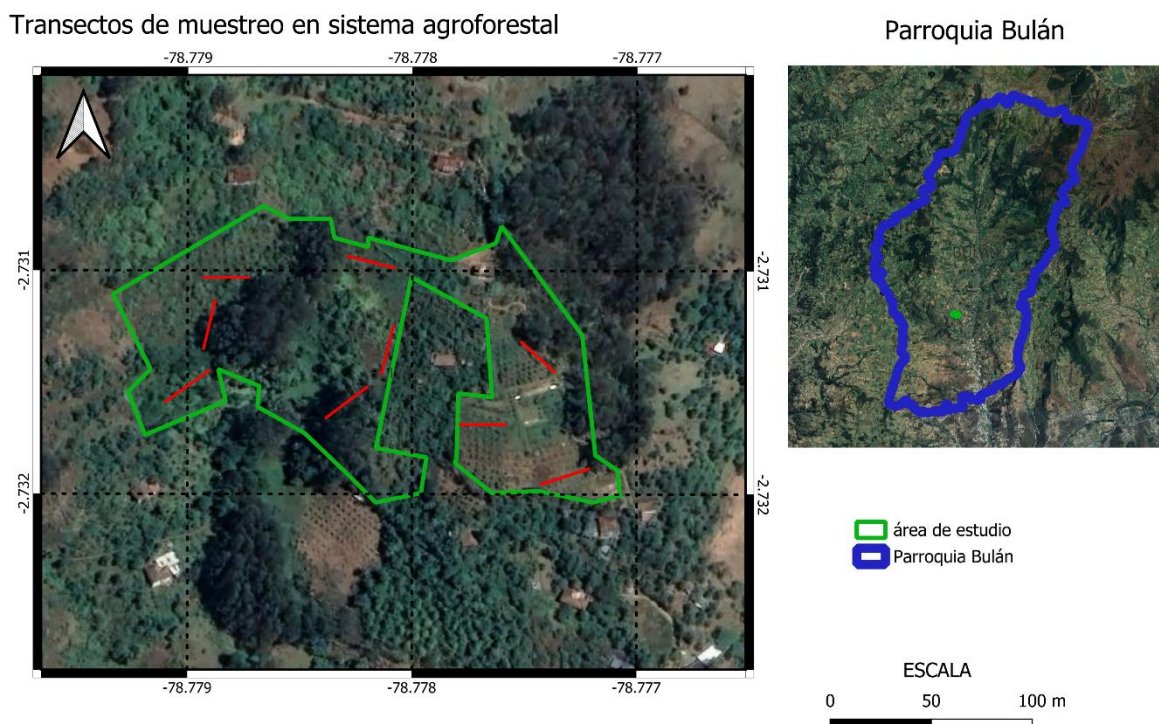 Transectos de muestreo en sistema agroforestal
Parroquia Bulán
-78.779
-78.778
-78.777
-2.731
-2.731
-2.732
-2.732
área de estudio
Parroquia Bulán
-78.779
-78.778
-78.777
ESCALA
0 50 100 m